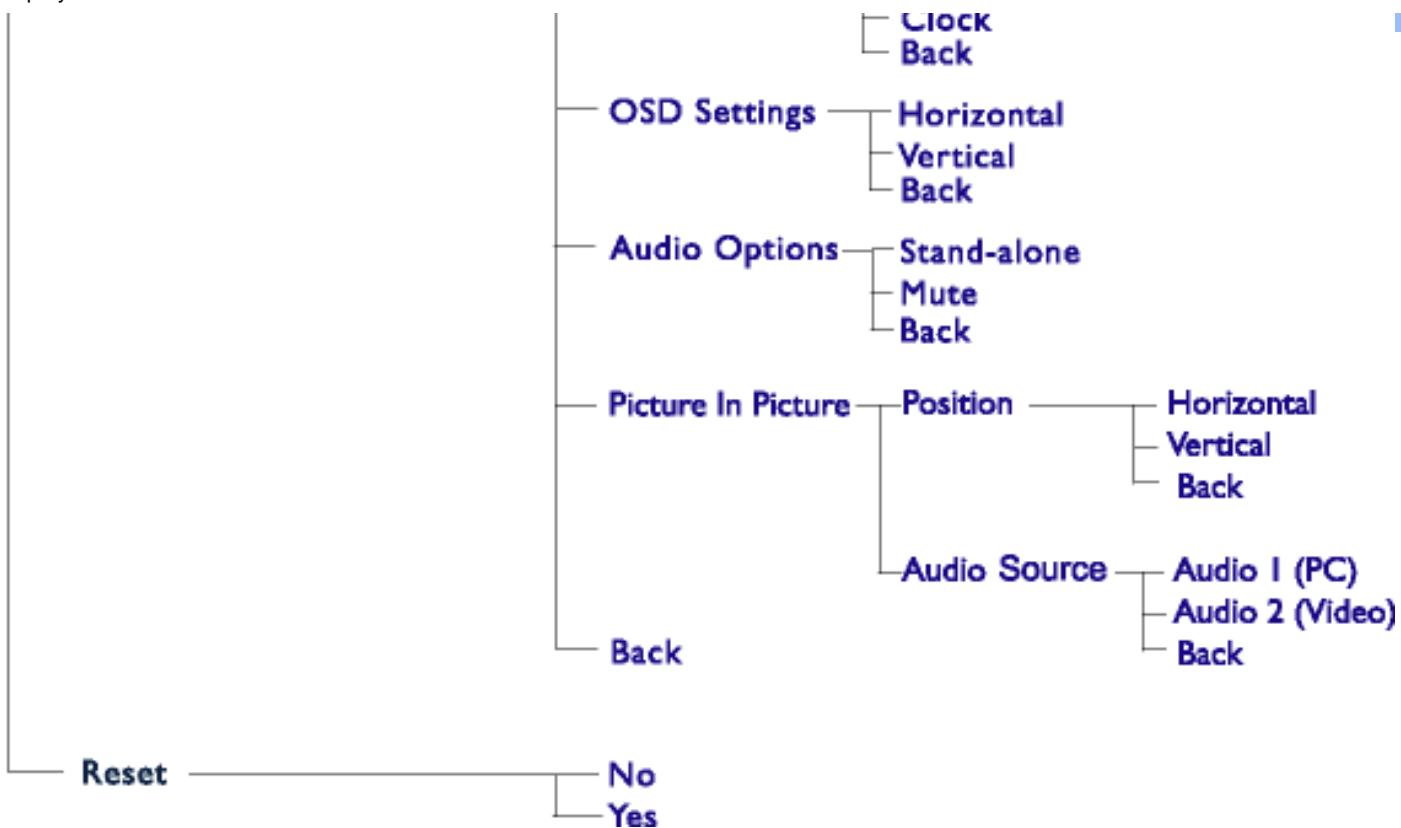 Clock
Back
OSD Settings
Horizontal
Vertical
Back
Audio Options
Stand-alone
Mute
Back
Picture In Picture
Position
Horizontal
Vertical
Back
Audio Source
Audio 1 (PC)
Audio 2 (Video)
Back
Back
Reset
No
Yes